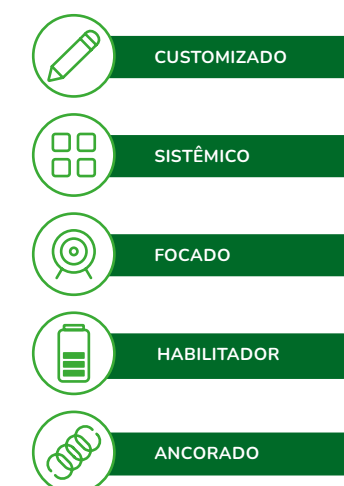 CUSTOMIZADO
SISTÊMICO
FOCADO
HABILITADOR
ANCORADO